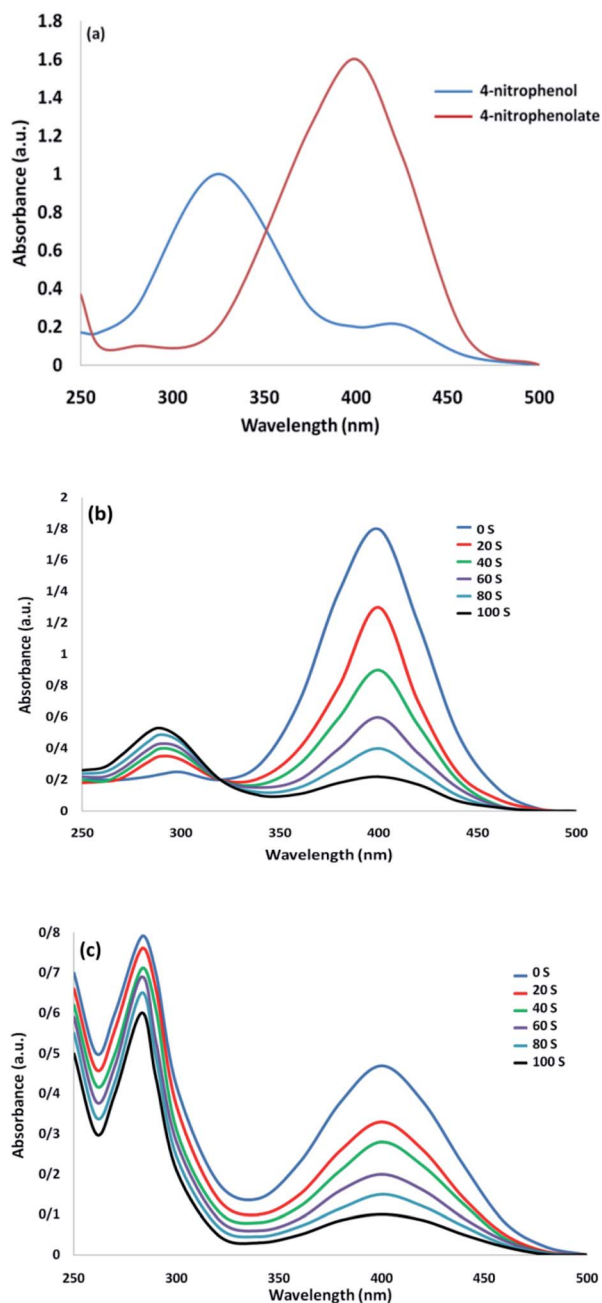 (a)
1.8
1.6
1.4
1.2
1
0.8
0.6
0.4
0.2
0
Absorbance (a.u.)
4-nitrophenol
4-nitrophenolate
250 300 350 400 450 500
Wavelength (nm)
(b)
2
1/8
1/6
1/4
1/2
1
0/8
0/6
0/4
0/2
0
Absorbance (a.u.)
0 S
20 S
40 S
60 S
80 S
100 S
250 300 350 400 450 500
Wavelength (nm)
(c)
0/8
0/7
0/6
0/5
0/4
0/3
0/2
0/1
0
Absorbance (a.u.)
0 S
20 S
40 S
60 S
80 S
100 S
250 300 350 400 450 500
Wavelength (nm)